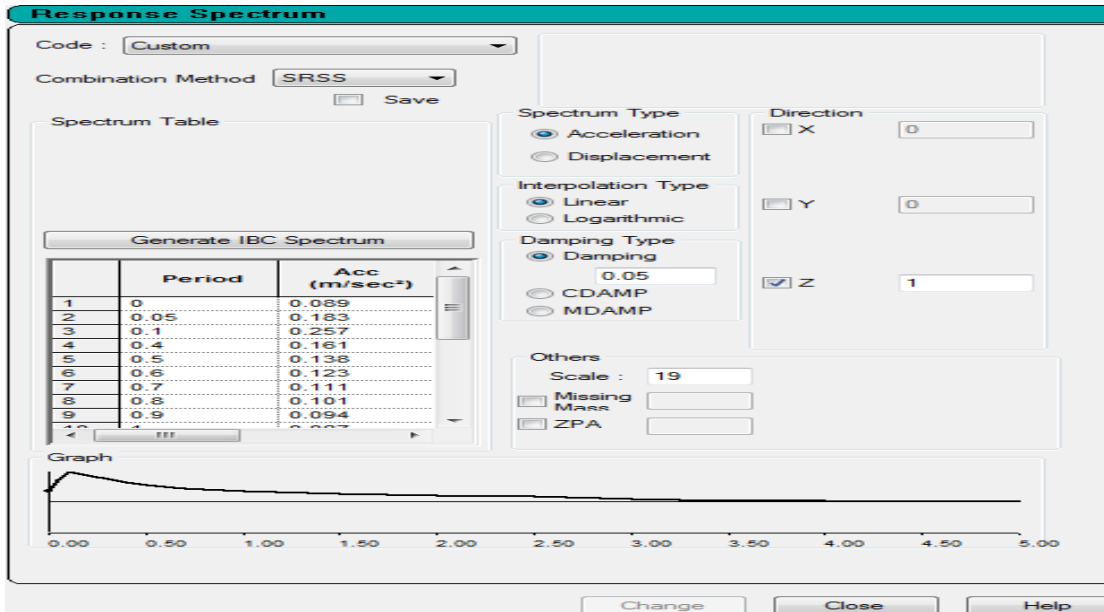 Response Spectrum
Code : Custom
Combination Method SRSS
Save
Spectrum Table
Generate IBC Spectrum
Period Acc (m/sec²)
1 0 0.089
2 0.05 0.183
3 0.1 0.257
4 0.4 0.161
5 0.5 0.138
6 0.6 0.123
7 0.7 0.111
8 0.8 0.101
9 0.9 0.094
Spectrum Type
Acceleration
Displacement
Interpolation Type
Linear
Logarithmic
Damping Type
Damping
0.05
CDAMP
MDAMP
Direction
X 0
Y 0
Z 1
Others
Scale : 19
Missing Mass
ZPA
Graph
0.00 0.50 1.00 1.50 2.00 2.50 3.00 3.50 4.00 4.50 5.00
Change Close Help